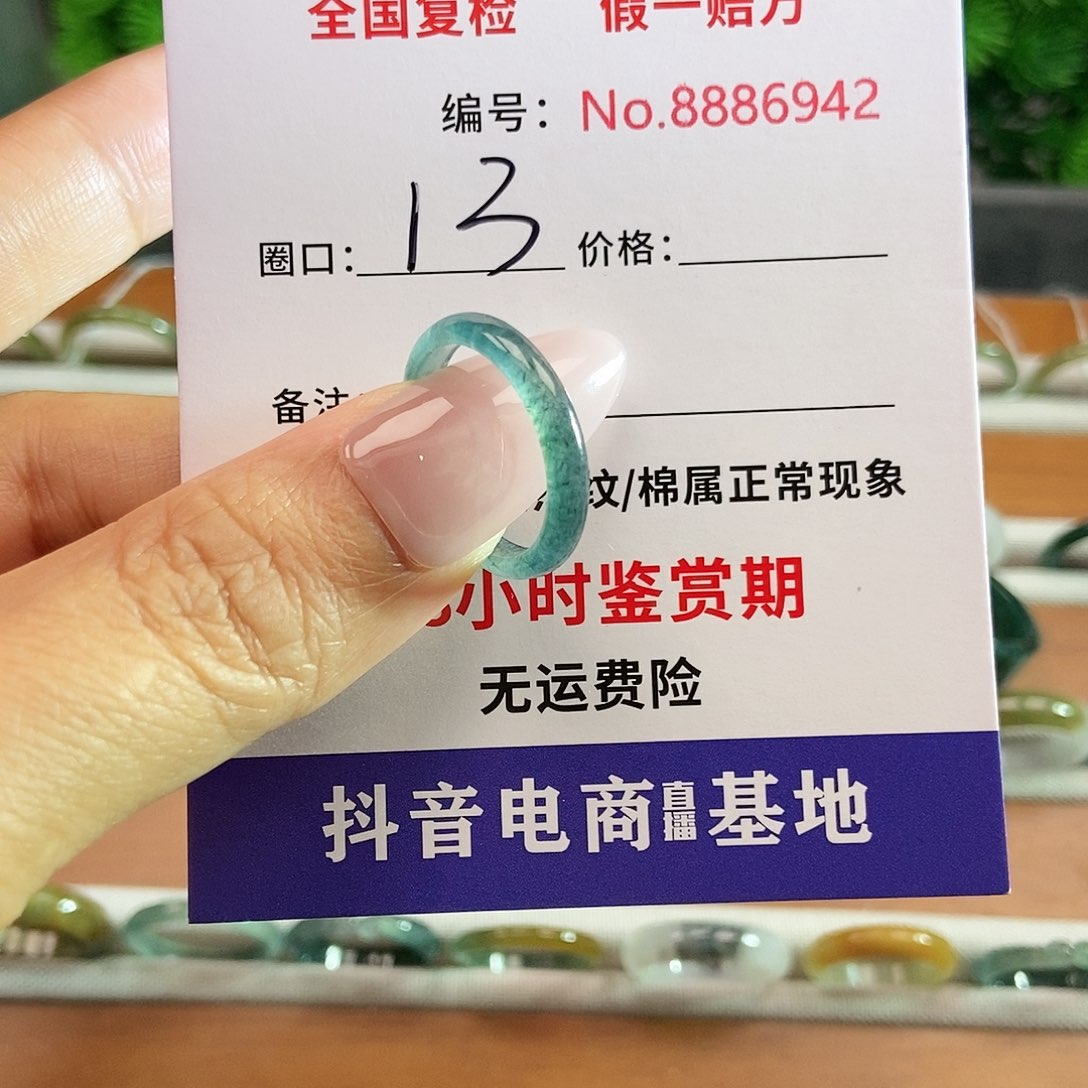 全国复检 假一赔万
编号：No.8886942
圈口：13 价格：
备注
纹/棉属正常现象
小时鉴赏期
无运费险
抖音电商直播基地